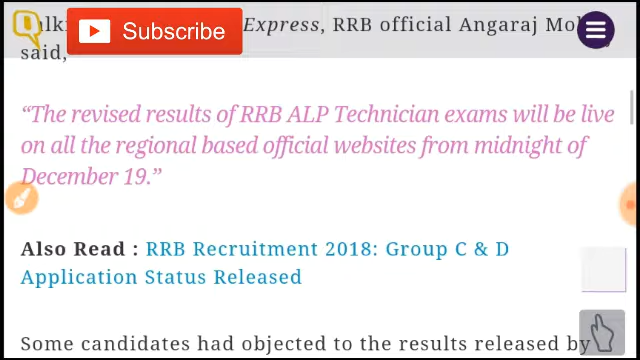 Subscribe
Express, RRB official Angaraj
said,
“The revised results of RRB ALP Technician exams will be live
on all the regional based official websites from midnight of
December 19.”
Also Read : RRB Recruitment 2018: Group C & D
Application Status Released
Some candidates had objected to the results released by